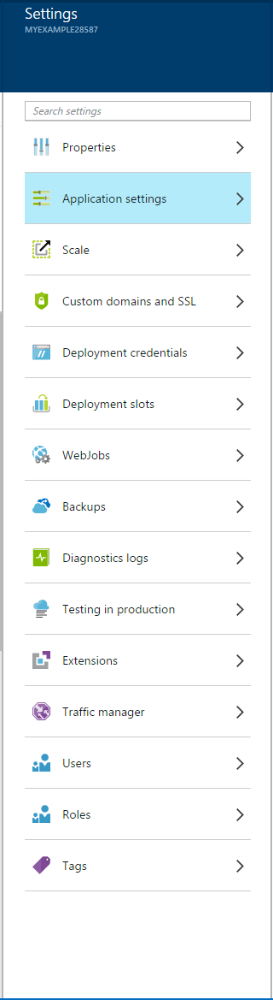 Settings
MYEXAMPLE28587
Search settings
Properties
Application settings
Scale
Custom domains and SSL
Deployment credentials
Deployment slots
WebJobs
Backups
Diagnostics logs
Testing in production
Extensions
Traffic manager
Users
Roles
Tags